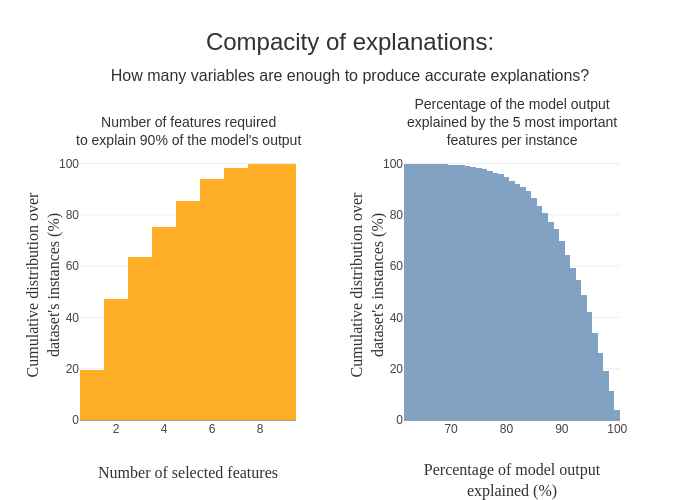 Compacity of explanations:
How many variables are enough to produce accurate explanations?
Number of features required
to explain 90% of the model's output
100
80
60
40
20
0
Cumulative distribution over
dataset's instances (%)
2 4 6 8
Number of selected features
Percentage of the model output
explained by the 5 most important
features per instance
100
80
60
40
20
0
Cumulative distribution over
dataset's instances (%)
70 80 90 100
Percentage of model output
explained (%)